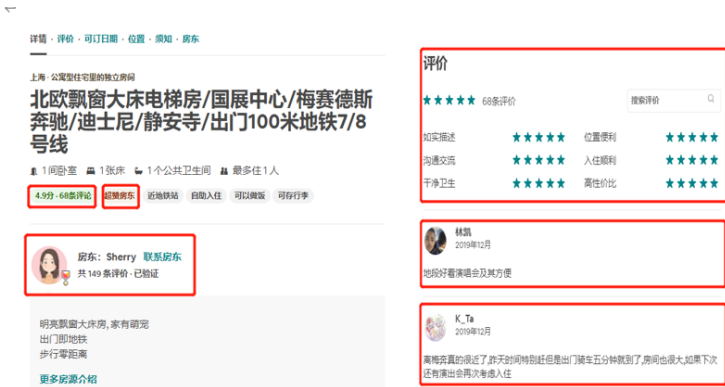 详情 · 评价 · 可订日期 · 位置 · 须知 · 房东
上海 · 公寓型住宅里的独立房间
北欧飘窗大床电梯房/国展中心/梅赛德斯
奔驰/迪士尼/静安寺/出门100米地铁7/8
号线
1间卧室 1张床 1个公共卫生间 最多住1人
4.9分 · 68条评论 超赞房东 近地铁站 自助入住 可以做饭 可存行李
房东：Sherry 联系房东
共 149 条评价 · 已验证
明亮飘窗大床房, 家有萌宠
出门即地铁
步行零距离
更多房源介绍
评价
68条评价 搜索评价
如实描述 位置便利
沟通交流 入住顺利
干净卫生 高性价比
林凯
2019年12月
地段好看演唱会及其方便
K_Ta
2019年12月
离梅奔真的很近了,昨天时间特别赶但是出门骑车五分钟就到了,房间也很大,如果下次
还有演出会再次考虑入住